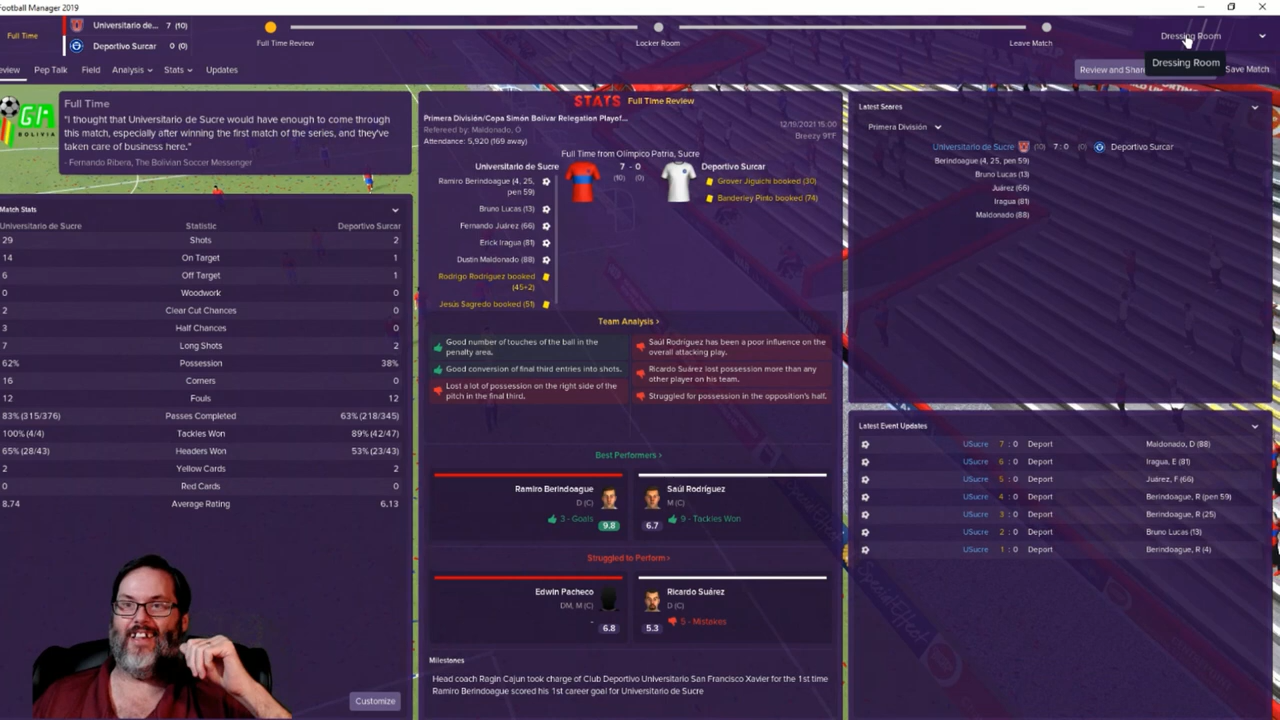 Football Manager 2019
Full Time
Universitario de... 7 (10)
Deportivo Surcar 0 (0)
Full Time Review
Locker Room
Leave Match
Dressing Room
Dressing Room
eview Pep Talk Field Analysis Stats Updates
Review and Share
Save Match
GI
BOLIVIA
Full Time
"I thought that Universitario de Sucre would have enough to come through
this match, especially after winning the first match of the series, and they've
taken care of business here."
- Fernando Ribera, The Bolivian Soccer Messenger
Match Stats
Universitario de Sucre Statistic Deportivo Surcar
29 Shots 2
14 On Target 1
6 Off Target 1
0 Woodwork 0
2 Clear Cut Chances 0
3 Half Chances 0
7 Long Shots 2
62% Possession 38%
16 Corners 0
12 Fouls 12
83% (315/376) Passes Completed 63% (218/345)
100% (4/4) Tackles Won 89% (42/47)
65% (28/43) Headers Won 53% (23/43)
2 Yellow Cards 2
0 Red Cards 0
8.74 Average Rating 6.13
Customize
STATS Full Time Review
Primera División/Copa Simón Bolívar Relegation Playof...
Refereed by: Maldonado, O
Attendance: 5,920 (169 away)
12/19/2021 15:00
Breezy 91°F
Full Time from Olímpico Patria, Sucre
Universitario de Sucre 7 - 0 Deportivo Surcar
(10) (0)
Ramiro Berindoague (4, 25,
pen 59)
Bruno Lucas (13)
Fernando Juárez (66)
Erick Iragua (81)
Dustin Maldonado (88)
Rodrigo Rodríguez booked
(45+2)
Jesús Sagredo booked (51)
Grover Jiguchi booked (30)
Banderley Pinto booked (74)
Team Analysis >
Good number of touches of the ball in the
penalty area.
Good conversion of final third entries into shots.
Lost a lot of possession on the right side of the
pitch in the final third.
Saúl Rodríguez has been a poor influence on the
overall attacking play.
Ricardo Suárez lost possession more than any
other player on his team.
Struggled for possession in the opposition's half.
Best Performers >
Ramiro Berindoague
D (C)
3 - Goals 9.8
Saúl Rodríguez
M (C)
6.7 9 - Tackles Won
Struggled to Perform >
Edwin Pacheco
DM, M (C)
- 6.8
Ricardo Suárez
D (C)
5.3 5 - Mistakes
Milestones
Head coach Ragin Cajun took charge of Club Deportivo Universitario San Francisco Xavier for the 1st time
Ramiro Berindoague scored his 1st career goal for Universitario de Sucre
Latest Scores
Primera División
Universitario de Sucre (10) 7 : 0 (0) Deportivo Surcar
Berindoague (4, 25, pen 59)
Bruno Lucas (13)
Juárez (66)
Iragua (81)
Maldonado (88)
Latest Event Updates
USucre 7 : 0 Deport Maldonado, D (88)
USucre 6 : 0 Deport Iragua, E (81)
USucre 5 : 0 Deport Juárez, F (66)
USucre 4 : 0 Deport Berindoague, R (pen 59)
USucre 3 : 0 Deport Berindoague, R (25)
USucre 2 : 0 Deport Bruno Lucas (13)
USucre 1 : 0 Deport Berindoague, R (4)